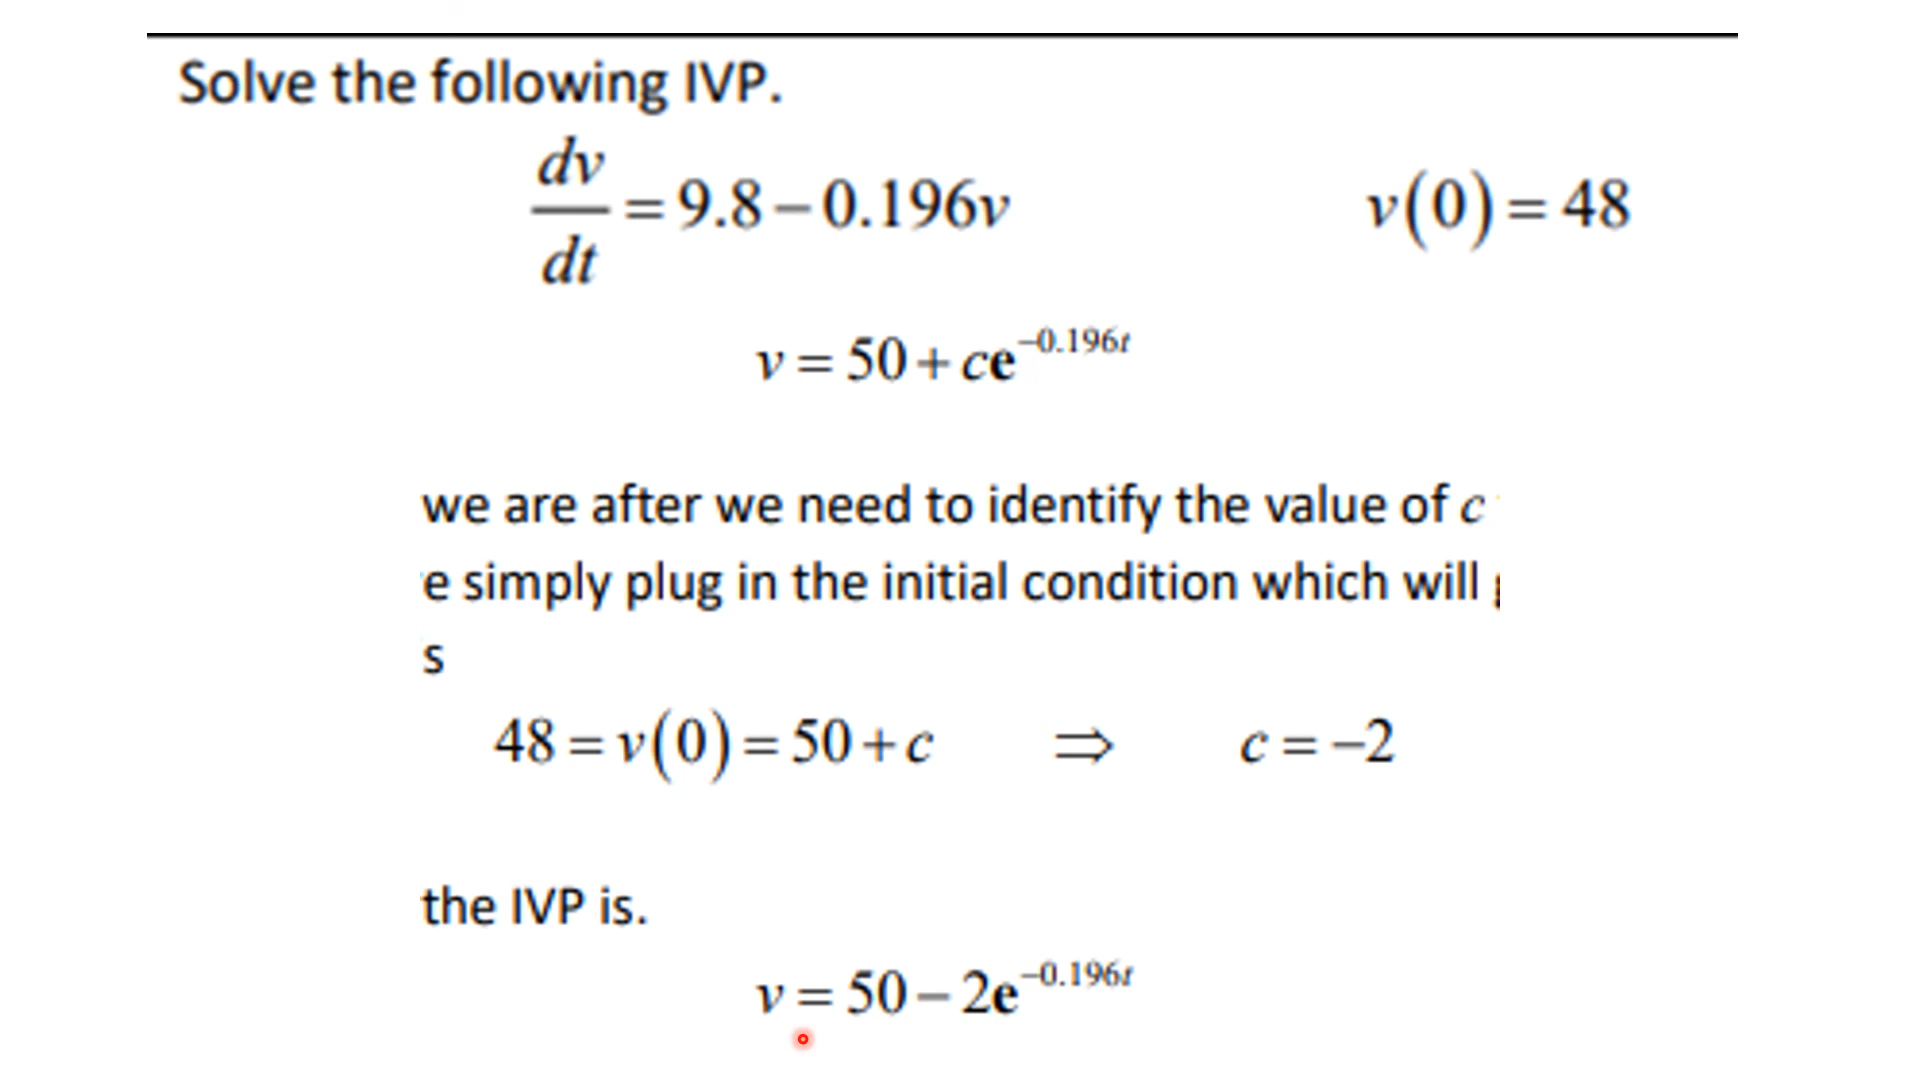 Solve the following IVP.
dv/dt = 9.8 − 0.196v    v(0) = 48
v = 50 + ce^(−0.196t)
we are after we need to identify the value of c
e simply plug in the initial condition which will
s
48 = v(0) = 50 + c  ⇒  c = −2
the IVP is.
v = 50 − 2e^(−0.196t)